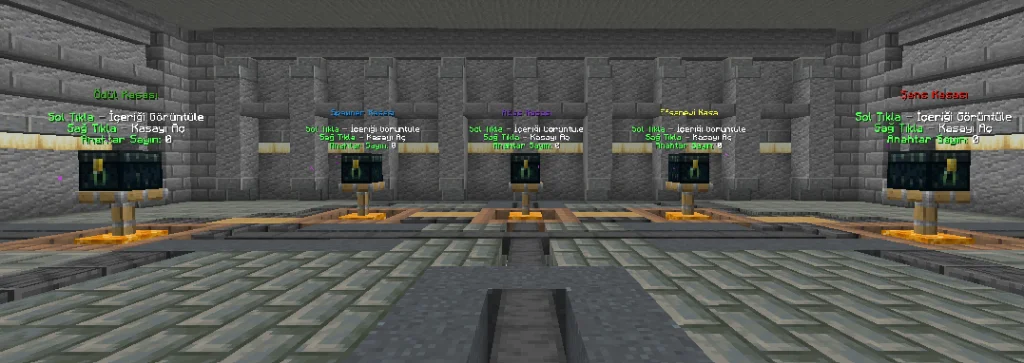 Ödül Kasası
Sol Tıkla - İçeriği Görüntüle
Sağ Tıkla - Kasayı Aç
Anahtar Sayın: 0
Spawner Kasası
Sol Tıkla - İçeriği Görüntüle
Sağ Tıkla - Kasayı Aç
Anahtar Sayın: 0
Kasası
Sol Tıkla - İçeriği Görüntüle
Sağ Tıkla - Kasayı Aç
Anahtar Sayın: 0
Efsanevi Kasa
Sol Tıkla - İçeriği Görüntüle
Sağ Tıkla - Kasayı Aç
Anahtar Sayın: 0
Şans Kasası
Sol Tıkla - İçeriği Görüntüle
Sağ Tıkla - Kasayı Aç
Anahtar Sayın: 0